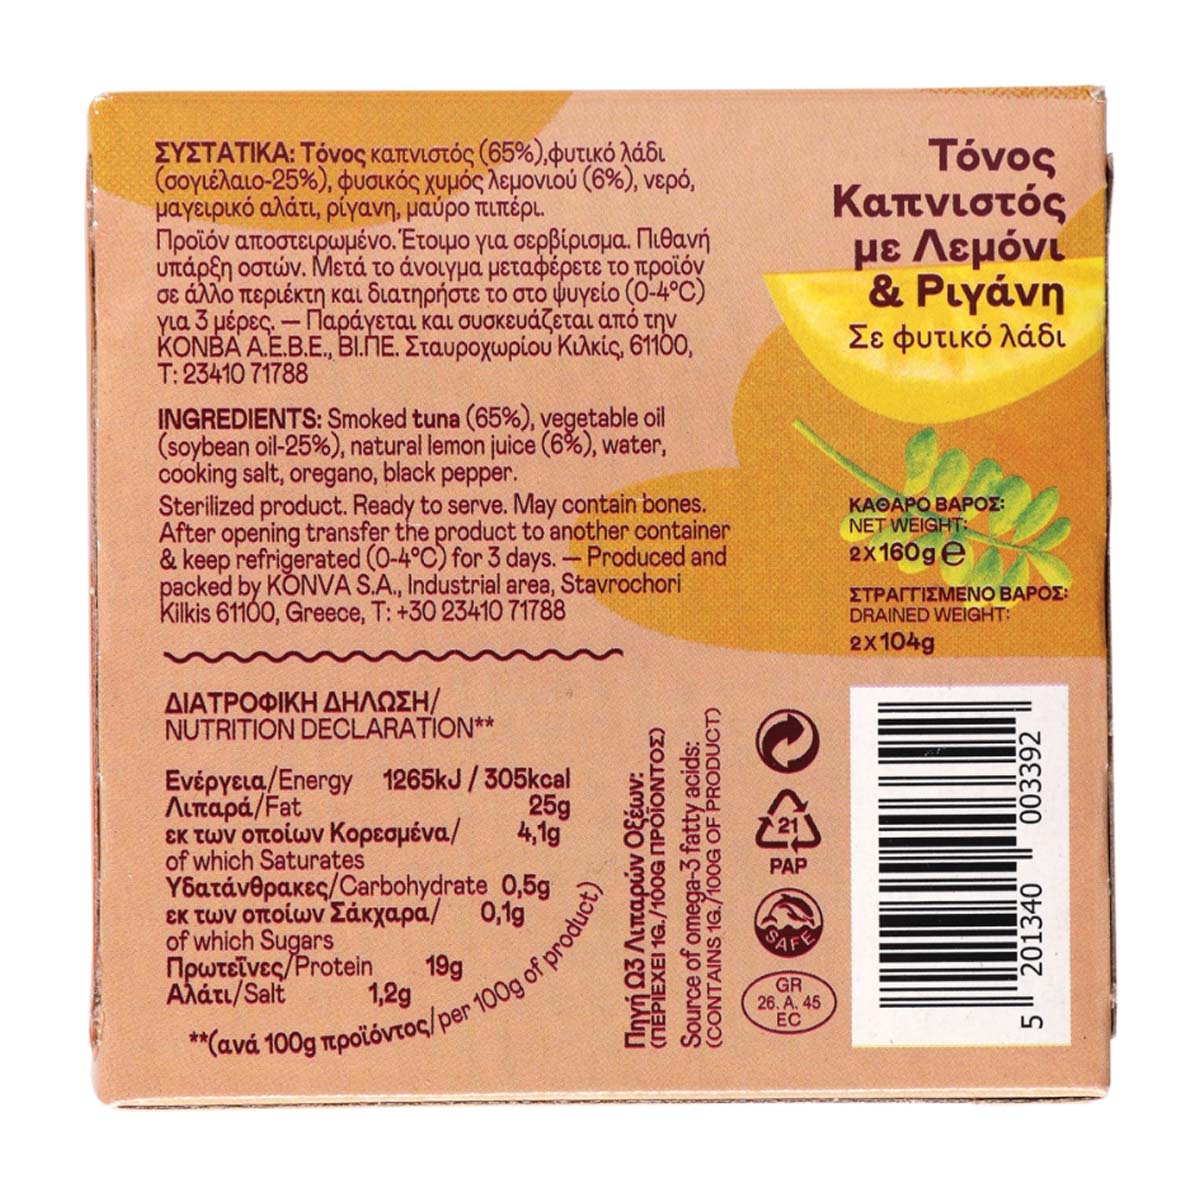 ΣΥΣΤΑΤΙΚΑ: Τόνος καπνιστός (65%),φυτικό λάδι
(σογιέλαιο-25%), φυσικός χυμός λεμονιού (6%), νερό,
μαγειρικό αλάτι, ρίγανη, μαύρο πιπέρι.
Προϊόν αποστειρωμένο. Έτοιμο για σερβίρισμα. Πιθανή
υπάρξη οστών. Μετά το άνοιγμα μεταφέρετε το προϊόν
σε άλλο περιέκτη και διατηρήστε το στο ψυγείο (0-4°C)
για 3 μέρες. — Παράγεται και συσκευάζεται από την
ΚΟΝΒΑ Α.Ε.Β.Ε., ΒΙ.ΠΕ. Σταυροχωρίου Κιλκίς, 61100,
Τ: 23410 71788
INGREDIENTS: Smoked tuna (65%), vegetable oil
(soybean oil-25%), natural lemon juice (6%), water,
cooking salt, oregano, black pepper.
Sterilized product. Ready to serve. May contain bones.
After opening transfer the product to another container
& keep refrigerated (0-4°C) for 3 days. — Produced and
packed by KONVA S.A., Industrial area, Stavrochori
Kilkis 61100, Greece, T: +30 23410 71788
ΔΙΑΤΡΟΦΙΚΗ ΔΗΛΩΣΗ/
NUTRITION DECLARATION**
Ενέργεια/Energy 1265kJ / 305kcal
Λιπαρά/Fat 25g
εκ των οποίων Κορεσμένα/ 4,1g
of which Saturates
Υδατάνθρακες/Carbohydrate 0,5g
εκ των οποίων Σάκχαρα/ 0,1g
of which Sugars
Πρωτεΐνες/Protein 19g
Αλάτι/Salt 1,2g
**(ανά 100g προϊόντος/per 100g of product)
Πηγή Ω3 Λιπαρών Οξέων:
(ΠΕΡΙΕΧΕΙ 1G./100G ΠΡΟΪΟΝΤΟΣ)
Source of omega-3 fatty acids:
(CONTAINS 1G./100G OF PRODUCT)
Τόνος
Καπνιστός
με Λεμόνι
& Ριγάνη
Σε φυτικό λάδι
ΚΑΘΑΡΟ ΒΑΡΟΣ:
NET WEIGHT:
2 X 160g e
ΣΤΡΑΓΓΙΣΜΕΝΟ ΒΑΡΟΣ:
DRAINED WEIGHT:
2 X 104g
21
PAP
SAFE
GR
26. A. 45
EC
5 201340 003392